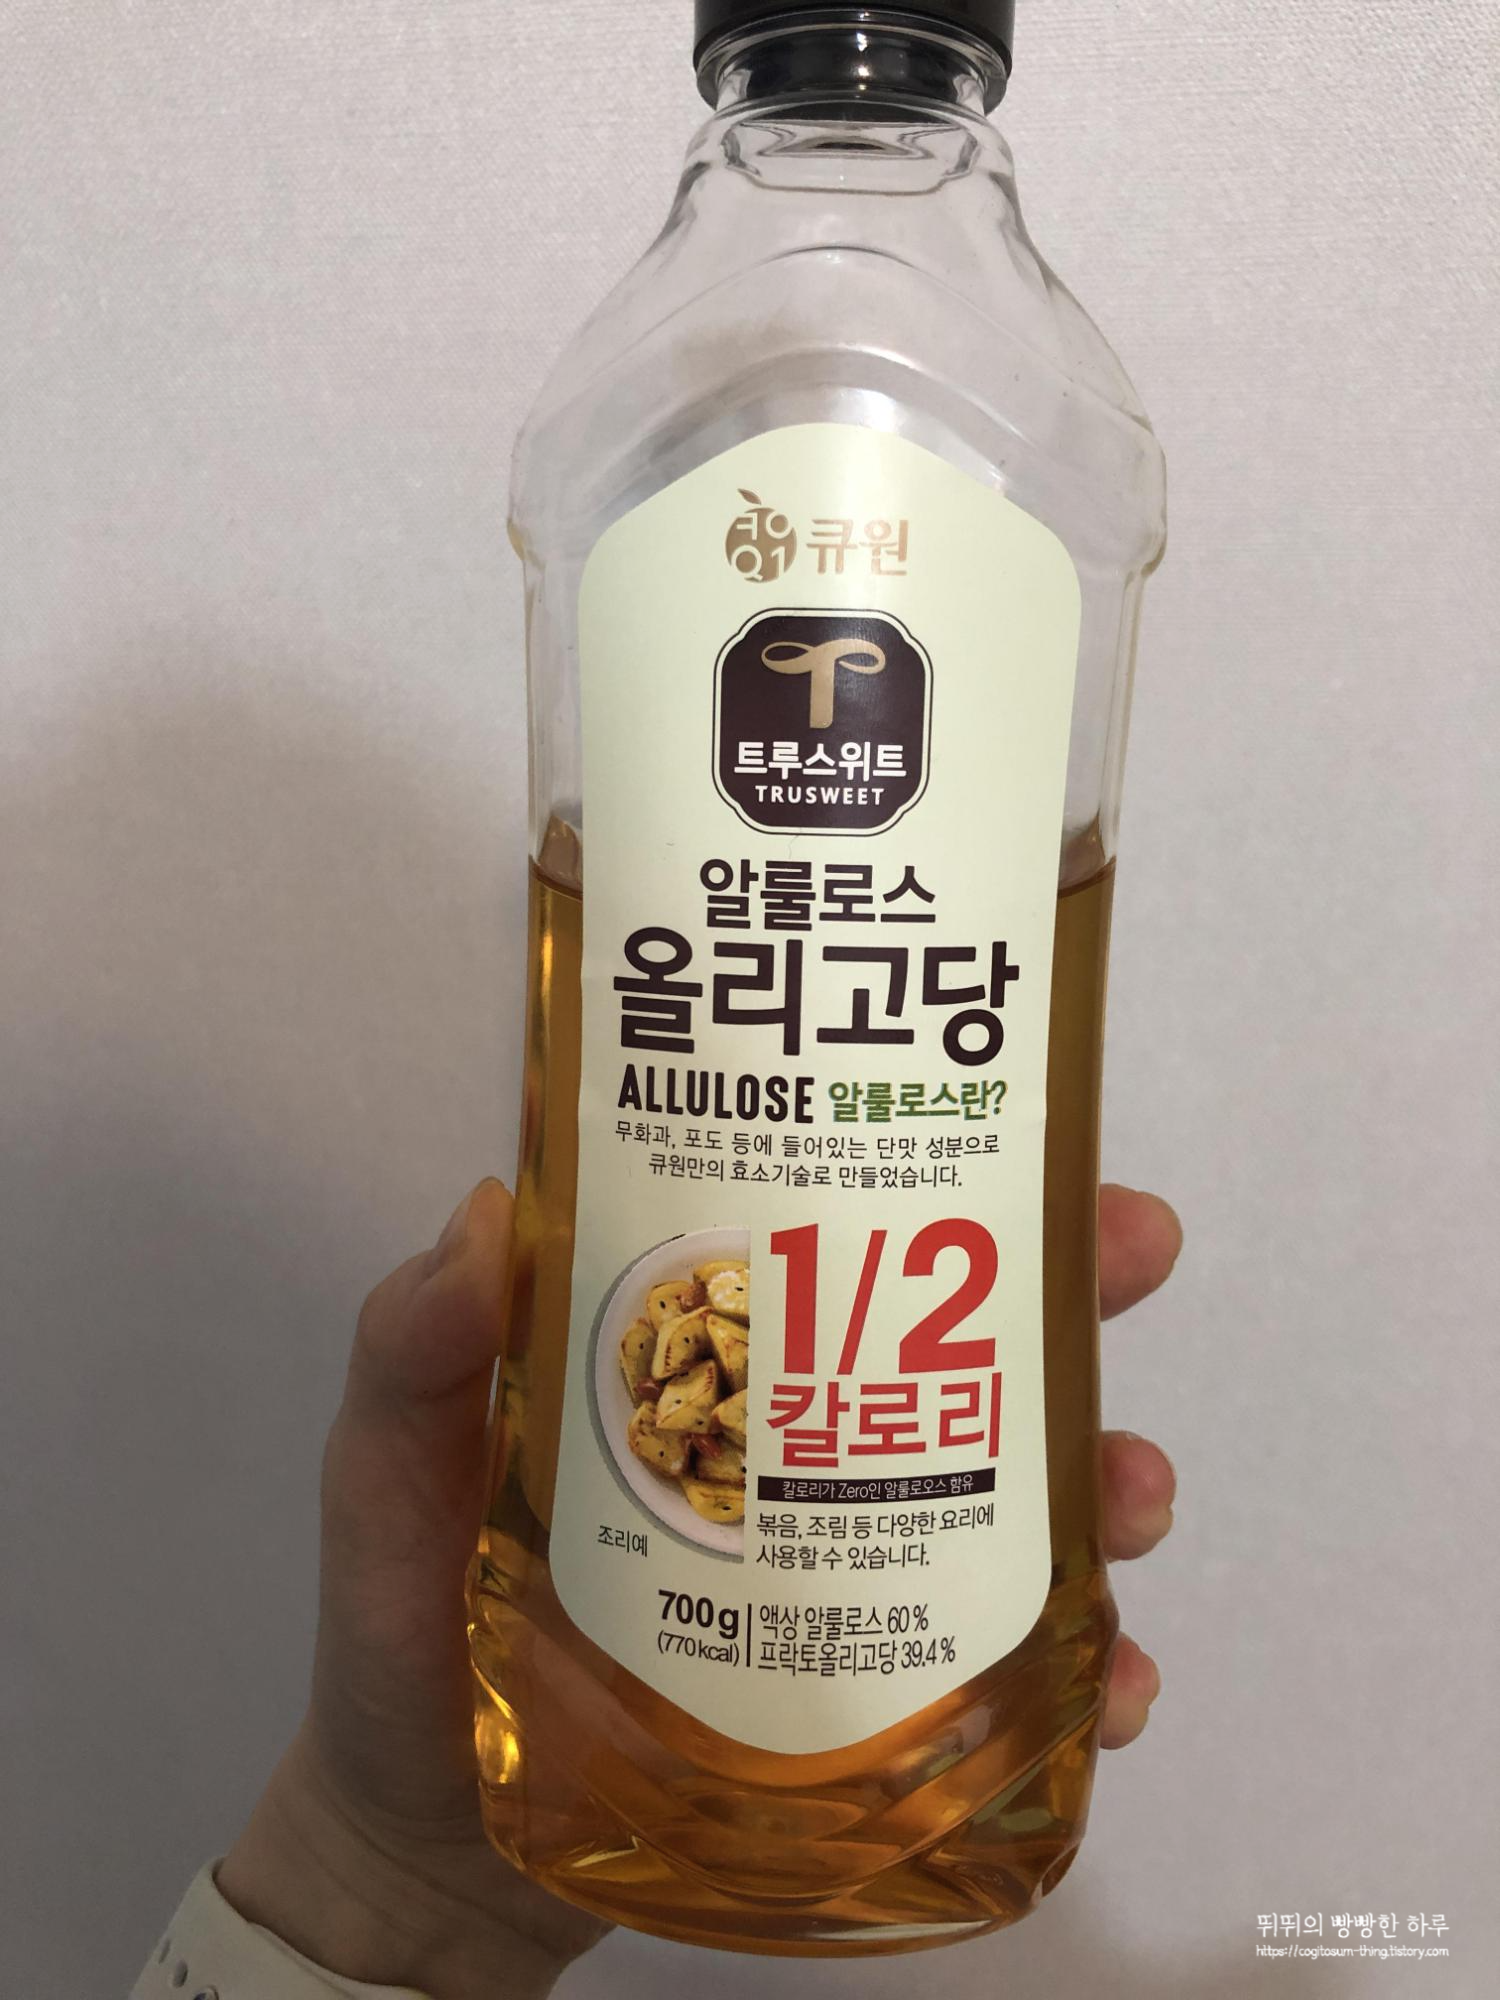 큐원
Q1
큐원
트루스위트
TRUSWEET
알룰로스
올리고당
ALLULOSE 알룰로스란?
무화과, 포도 등에 들어있는 단맛 성분으로
큐원만의 효소기술로 만들었습니다.
1/2
칼로리
칼로리가 Zero인 알룰로오스 함유
볶음, 조림 등 다양한 요리에
사용할 수 있습니다.
조리예
700g
(770kcal)
액상 알룰로스 60%
프락토올리고당 39.4%
뛰뛰의 빵빵한 하루
https://cogitosum-thing.tistory.com